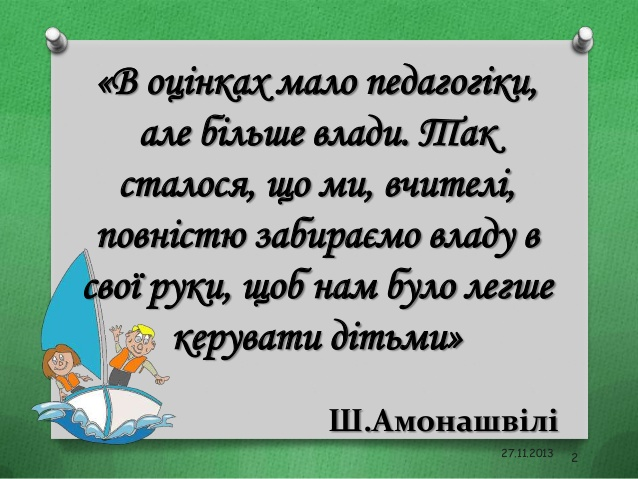 «В оцінках мало педагогіки,
але більше влади. Так
сталося, що ми, вчителі,
повністю забираємо владу в
свої руки, щоб нам було легше
керувати дітьми»
Ш.Амонашвілі
27.11.2013
2